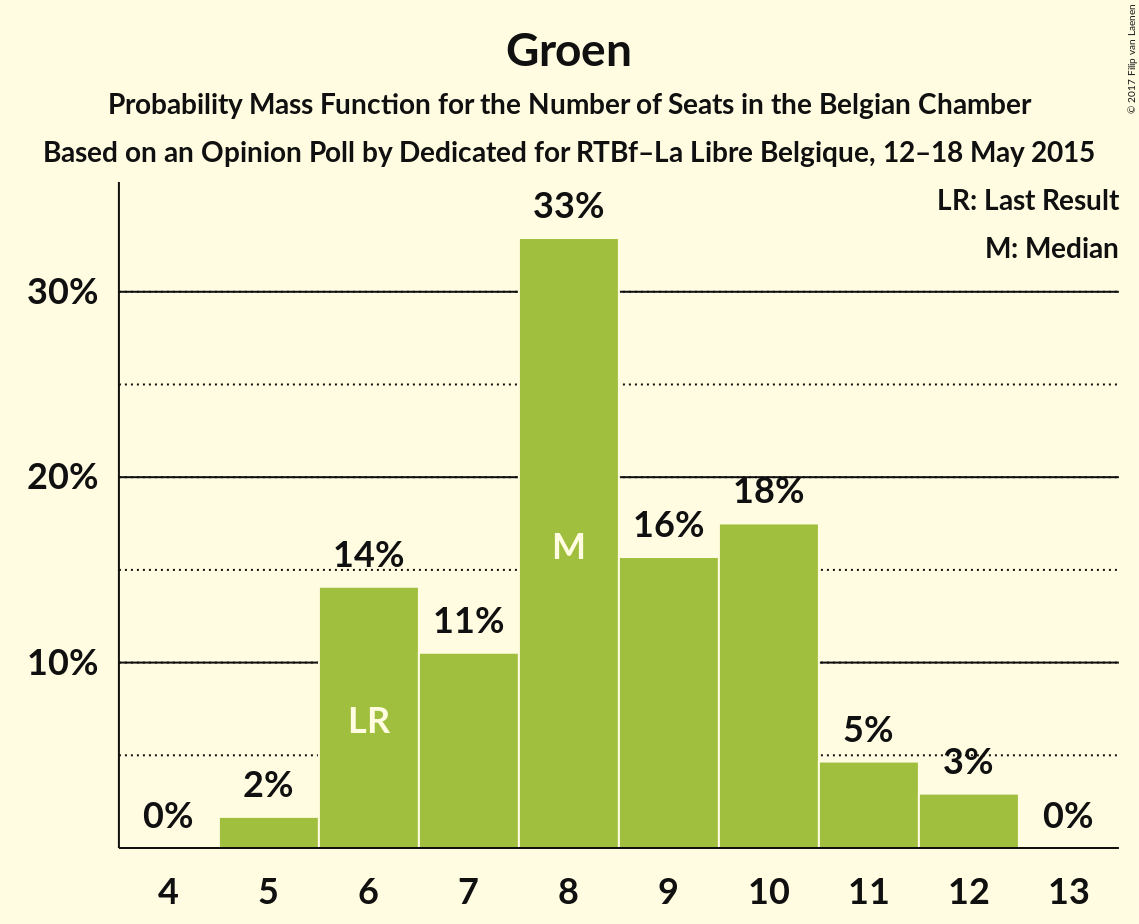 Groen
Probability Mass Function for the Number of Seats in the Belgian Chamber
Based on an Opinion Poll by Dedicated for RTBf–La Libre Belgique, 12–18 May 2015
© 2017 Filip van Laenen
LR: Last Result
M: Median
33%
30%
20%
18%
16%
M
14%
11%
10%
LR
5%
3%
2%
0%
0%
4 5 6 7 8 9 10 11 12 13